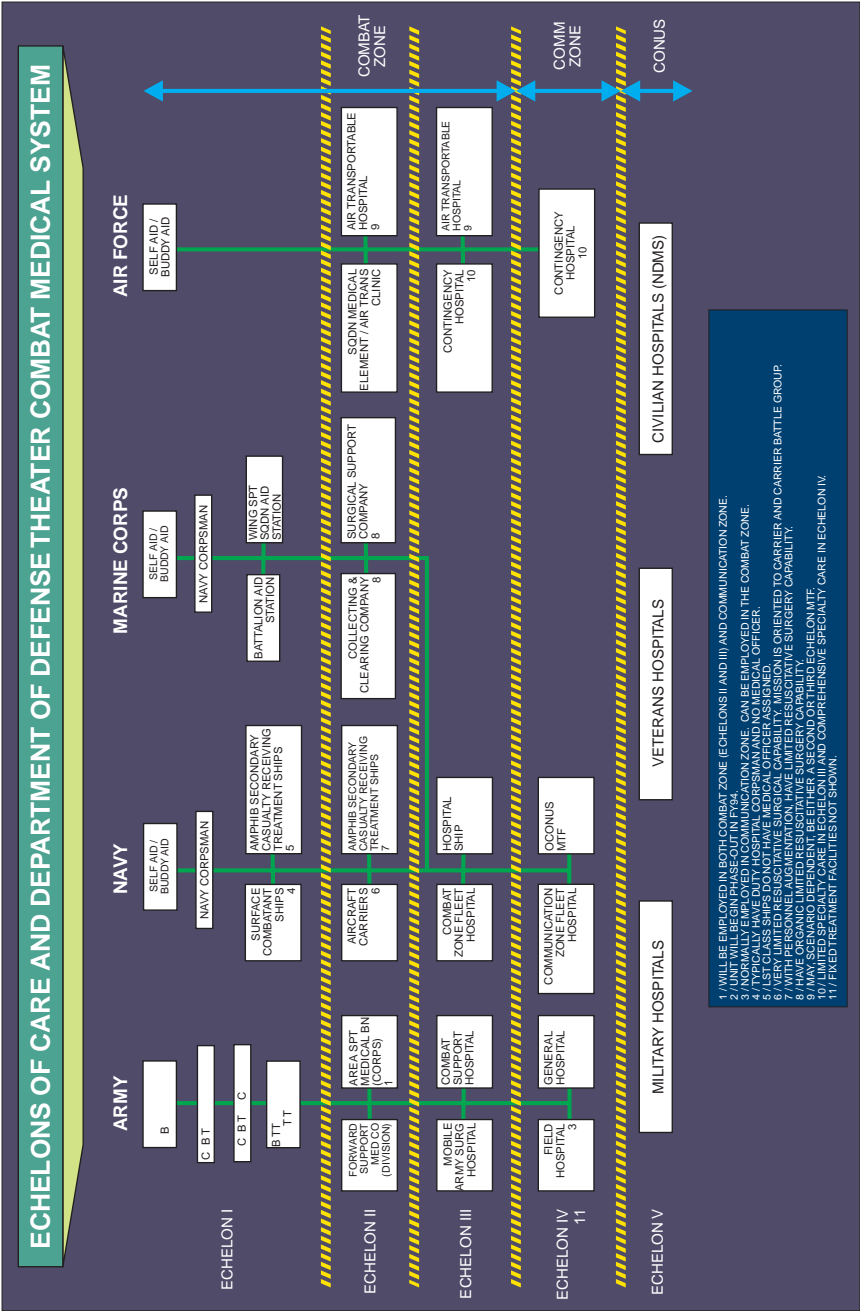 ECHELONS OF CARE AND DEPARTMENT OF DEFENSE THEATER COMBAT MEDICAL SYSTEM
ARMY
NAVY
MARINE CORPS
AIR FORCE
ECHELON I
B
C BT
C BT C
B TT
TT
SELF AID /
BUDDY AID
NAVY CORPSMAN
SURFACE
COMBATANT
SHIPS 4
AMPHIB SECONDARY
CASUALTY RECEIVING
TREATMENT SHIPS
5
SELF AID /
BUDDY AID
NAVY CORPSMAN
BATTALION AID
STATION
WING SPT
SQDN AID
STATION
SELF AID /
BUDDY AID
ECHELON II
FORWARD
SUPPORT
MED CO
(DIVISION)
AREA SPT
MEDICAL BN
(CORPS)
1
AIRCRAFT
CARRIERS
6
AMPHIB SECONDARY
CASUALTY RECEIVING
TREATMENT SHIPS
7
COLLECTING &
CLEARING COMPANY
8
SURGICAL SUPPORT
COMPANY
8
SQDN MEDICAL
ELEMENT / AIR TRANS
CLINIC
AIR TRANSPORTABLE
HOSPITAL
9
COMBAT
ZONE
ECHELON III
MOBILE
ARMY SURG
HOSPITAL
COMBAT
SUPPORT
HOSPITAL
COMBAT
ZONE FLEET
HOSPITAL
HOSPITAL
SHIP
CONTINGENCY
HOSPITAL
10
AIR TRANSPORTABLE
HOSPITAL
9
ECHELON IV
11
FIELD
HOSPITAL
3
GENERAL
HOSPITAL
COMMUNICATION
ZONE FLEET
HOSPITAL
OCONUS
MTF
CONTINGENCY
HOSPITAL
10
COMM
ZONE
ECHELON V
MILITARY HOSPITALS
VETERANS HOSPITALS
CIVILIAN HOSPITALS (NDMS)
CONUS
1 / WILL BE EMPLOYED IN BOTH COMBAT ZONE (ECHELONS II AND III) AND COMMUNICATION ZONE.
2 / UNIT WILL BEGIN PHASE-OUT IN FY94.
3 / NORMALLY EMPLOYED IN COMMUNICATION ZONE. CAN BE EMPLOYED IN THE COMBAT ZONE.
4 / TYPICALLY HAVE DUTY HOSPITAL CORPSMAN AND NO MEDICAL OFFICER.
5 / LST CLASS SHIPS DO NOT HAVE MEDICAL OFFICER ASSIGNED.
6 / VERY LIMITED RESUSCITATIVE SURGICAL CAPABILITY. MISSION IS ORIENTED TO CARRIER AND CARRIER BATTLE GROUP.
7 / WITH PERSONNEL AUGMENTATION, HAVE LIMITED RESUSCITATIVE SURGERY CAPABILITY.
8 / HAVE ORGANIC LIMITED RESUSCITATIVE SURGERY CAPABILITY.
9 / MAY, SCENARIO DEPENDENT, BE EITHER A SECOND OR THIRD ECHELON MTF.
10 / LIMITED SPECIALTY CARE IN ECHELON III AND COMPREHENSIVE SPECIALTY CARE IN ECHELON IV.
11 / FIXED TREATMENT FACILITIES NOT SHOWN.